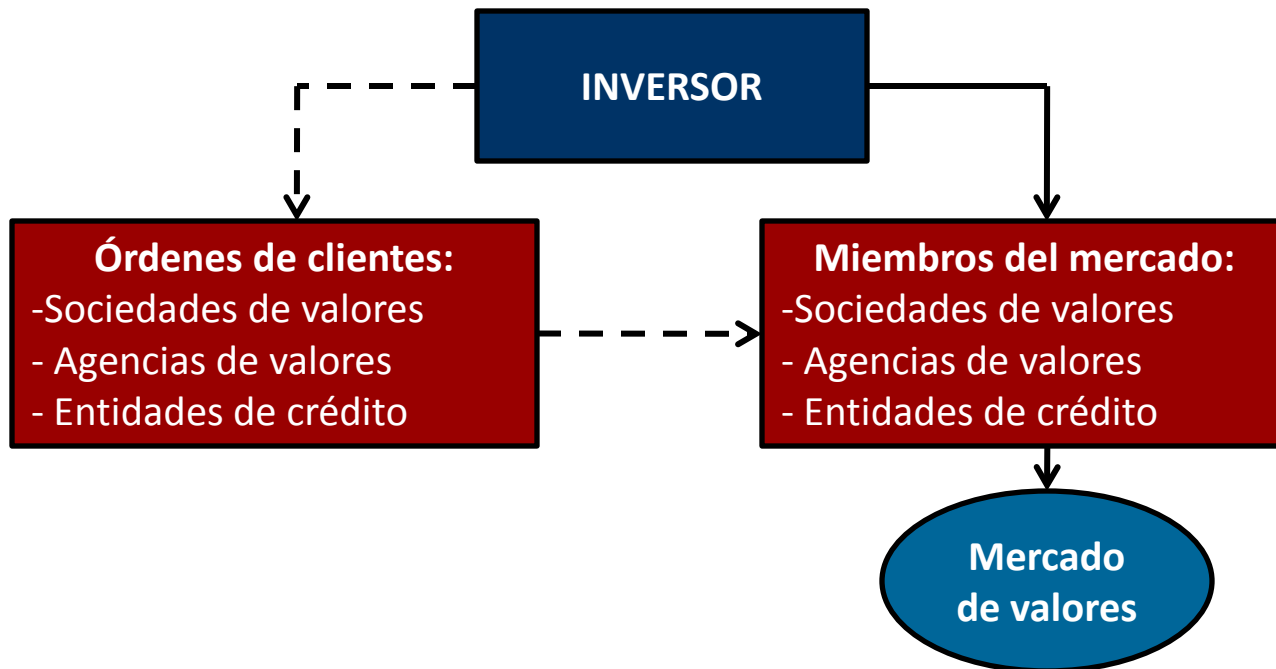 INVERSOR
Órdenes de clientes:
-Sociedades de valores
- Agencias de valores
- Entidades de crédito
Miembros del mercado:
-Sociedades de valores
- Agencias de valores
- Entidades de crédito
Mercado
de valores